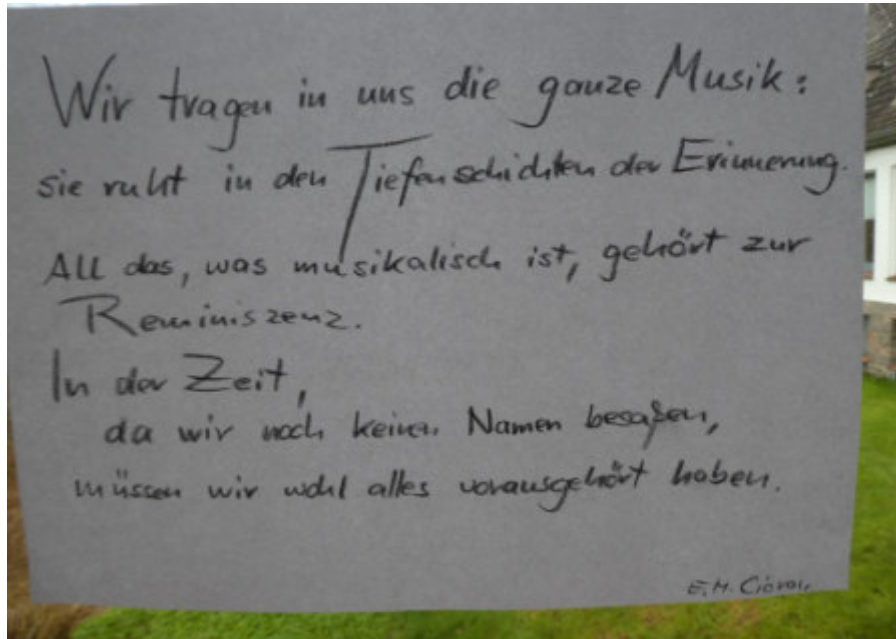 Wir tragen in uns die ganze Musik:
sie ruht in den Tiefenschichten der Erinnerung.
All das, was musikalisch ist, gehört zur
Reminiszenz.
In der Zeit,
da wir noch keinen Namen besaßen,
müssen wir wohl alles vorausgehört haben.
E.M. Cioran